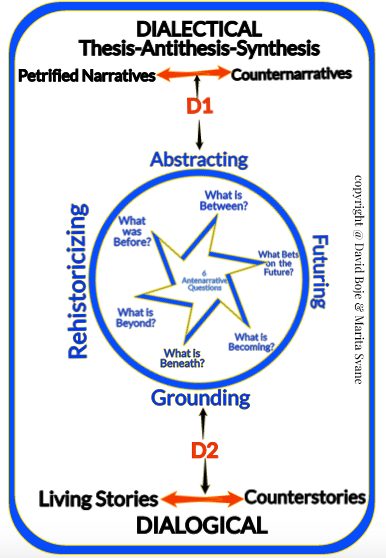 DIALECTICAL
Thesis-Antithesis-Synthesis
Petrified Narratives
Counternarratives
D1
Abstracting
What is
Between?
What
was
Before?
What Bets
on the
Future?
6
Antenarrative
Questions
What is
Beyond?
What is
Becoming?
What is
Beneath?
Rehistoricizing
Futuring
copyright @ David Boje & Marita Svane
Grounding
D2
Living Stories
Counterstories
DIALOGICAL